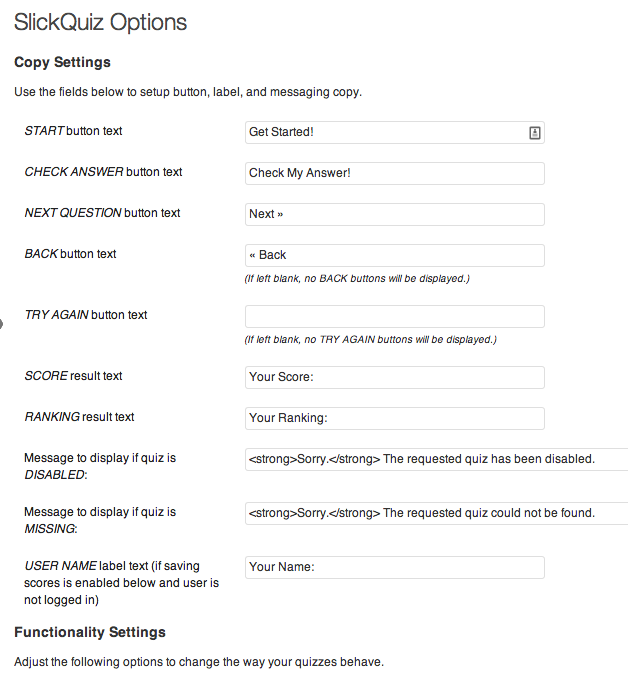 SlickQuiz Options
Copy Settings
Use the fields below to setup button, label, and messaging copy.
START button text
Get Started!
CHECK ANSWER button text
Check My Answer!
NEXT QUESTION button text
Next »
BACK button text
« Back
(If left blank, no BACK buttons will be displayed.)
TRY AGAIN button text
(If left blank, no TRY AGAIN buttons will be displayed.)
SCORE result text
Your Score:
RANKING result text
Your Ranking:
Message to display if quiz is
DISABLED:
<strong>Sorry.</strong> The requested quiz has been disabled.
Message to display if quiz is
MISSING:
<strong>Sorry.</strong> The requested quiz could not be found.
USER NAME label text (if saving
scores is enabled below and user is
not logged in)
Your Name:
Functionality Settings
Adjust the following options to change the way your quizzes behave.